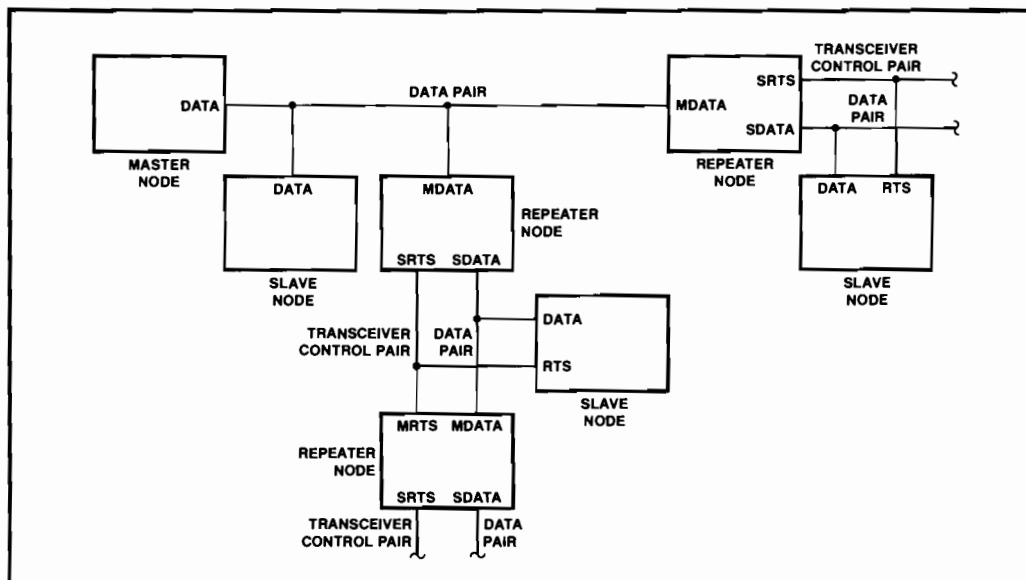 TRANSCEIVER
CONTROL PAIR
SRTS
DATA PAIR
DATA
MDATA
DATA
PAIR
SDATA
MASTER
NODE
REPEATER
NODE
DATA
MDATA
DATA
RTS
REPEATER
NODE
SRTS
SDATA
SLAVE
NODE
SLAVE
NODE
DATA
TRANSCEIVER
CONTROL PAIR
DATA
PAIR
RTS
SLAVE
NODE
MRTS
MDATA
REPEATER
NODE
SRTS
SDATA
TRANSCEIVER
CONTROL PAIR
DATA
PAIR